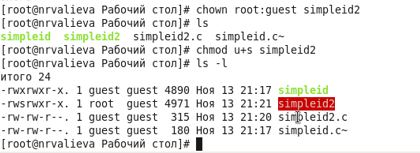 [root@nrvalieva Рабочий стол]# chown root:guest simpleid2
[root@nrvalieva Рабочий стол]# ls
simpleid simpleid2 simpleid2.c simpleid.c~
[root@nrvalieva Рабочий стол]# chmod u+s simpleid2
[root@nrvalieva Рабочий стол]# ls -l
итого 24
-rwxrwxr-x. 1 guest guest 4890 Ноя 13 21:17 simpleid
-rwsrwxr-x. 1 root guest 4971 Ноя 13 21:21 simpleid2
-rw-rw-r--. 1 guest guest 315 Ноя 13 21:20 simpleid2.c
-rw-rw-r--. 1 guest guest 180 Ноя 13 21:17 simpleid.c~
[root@nrvalieva Рабочий стол]#